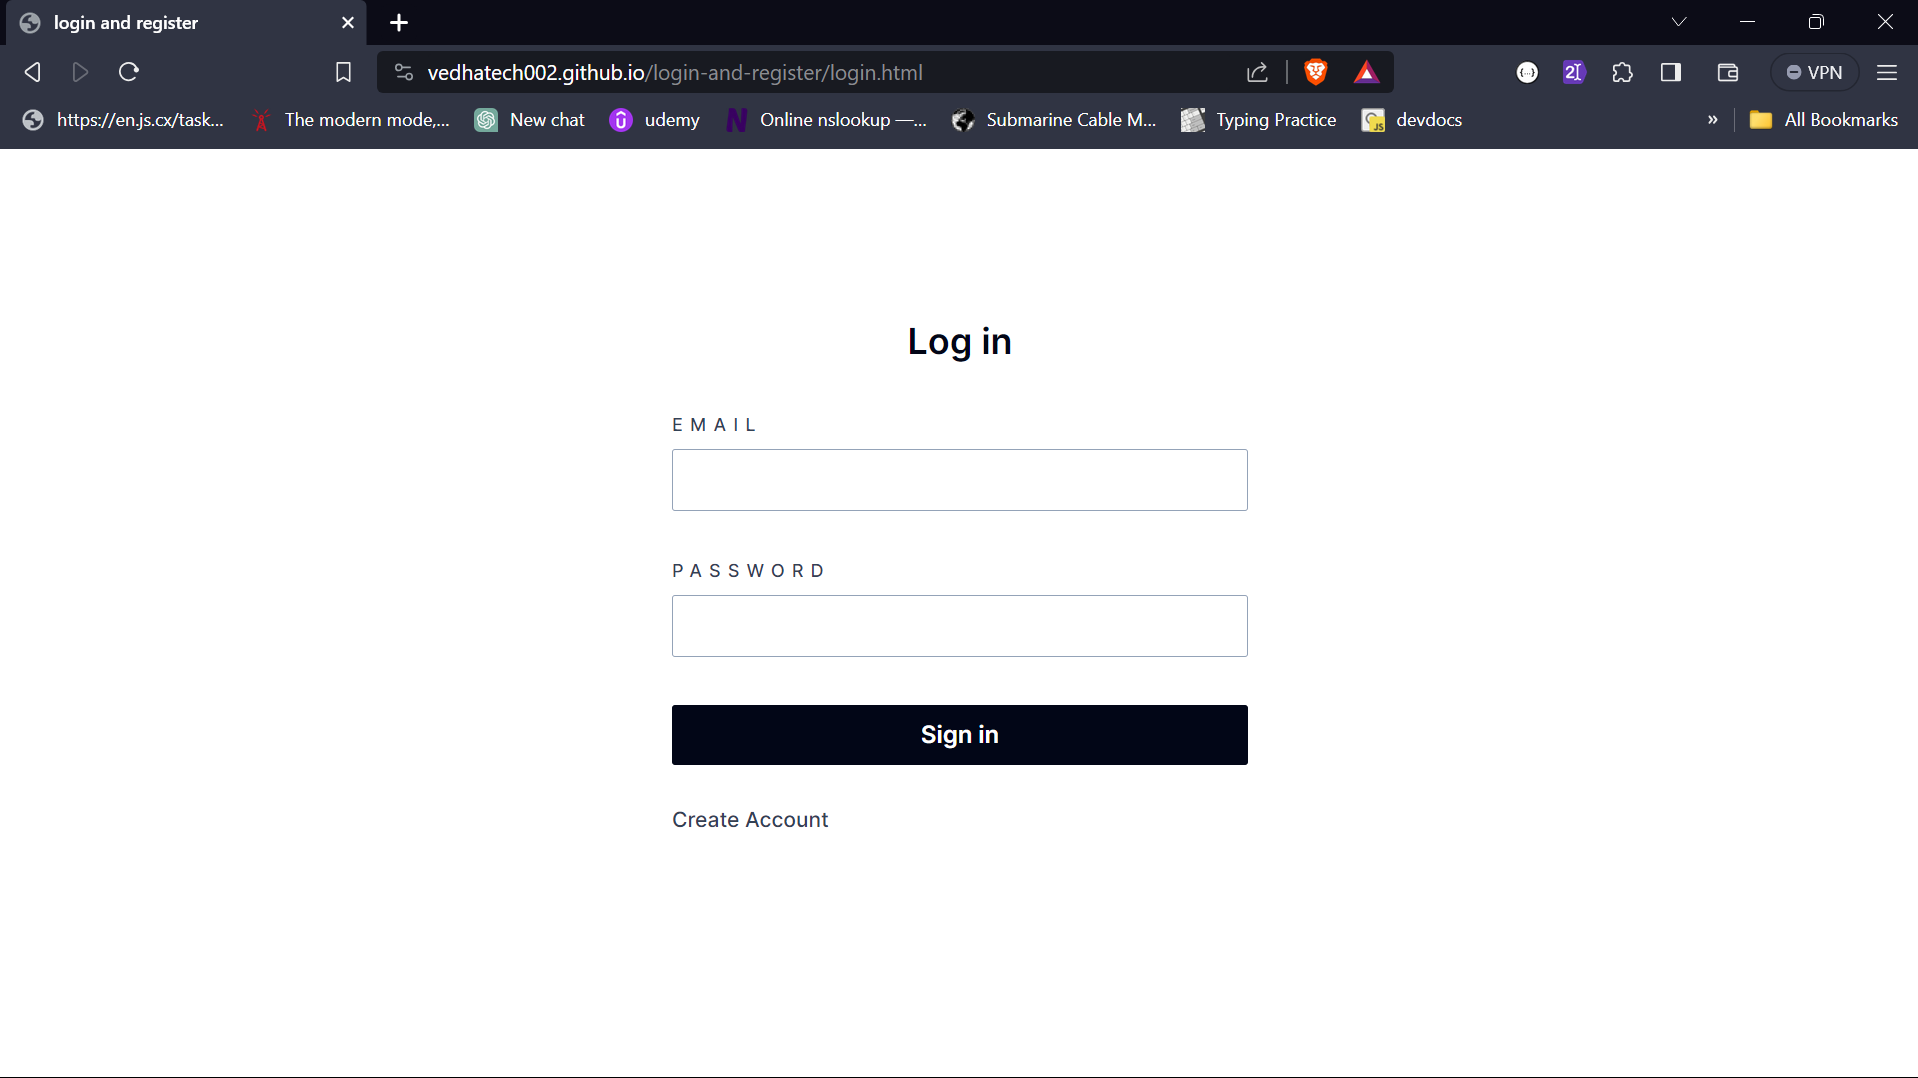 login and register
vedhatech002.github.io/login-and-register/login.html
VPN
https://en.js.cx/task... The modern mode,... New chat udemy Online nslookup —... Submarine Cable M... Typing Practice devdocs » All Bookmarks
Log in
EMAIL
PASSWORD
Sign in
Create Account